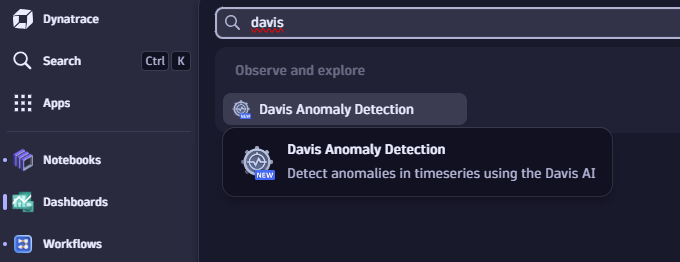 Dynatrace
davis
Search
Ctrl K
Observe and explore
Apps
Davis Anomaly Detection
NEW
Davis Anomaly Detection
Detect anomalies in timeseries using the Davis AI
NEW
Notebooks
Dashboards
Workflows